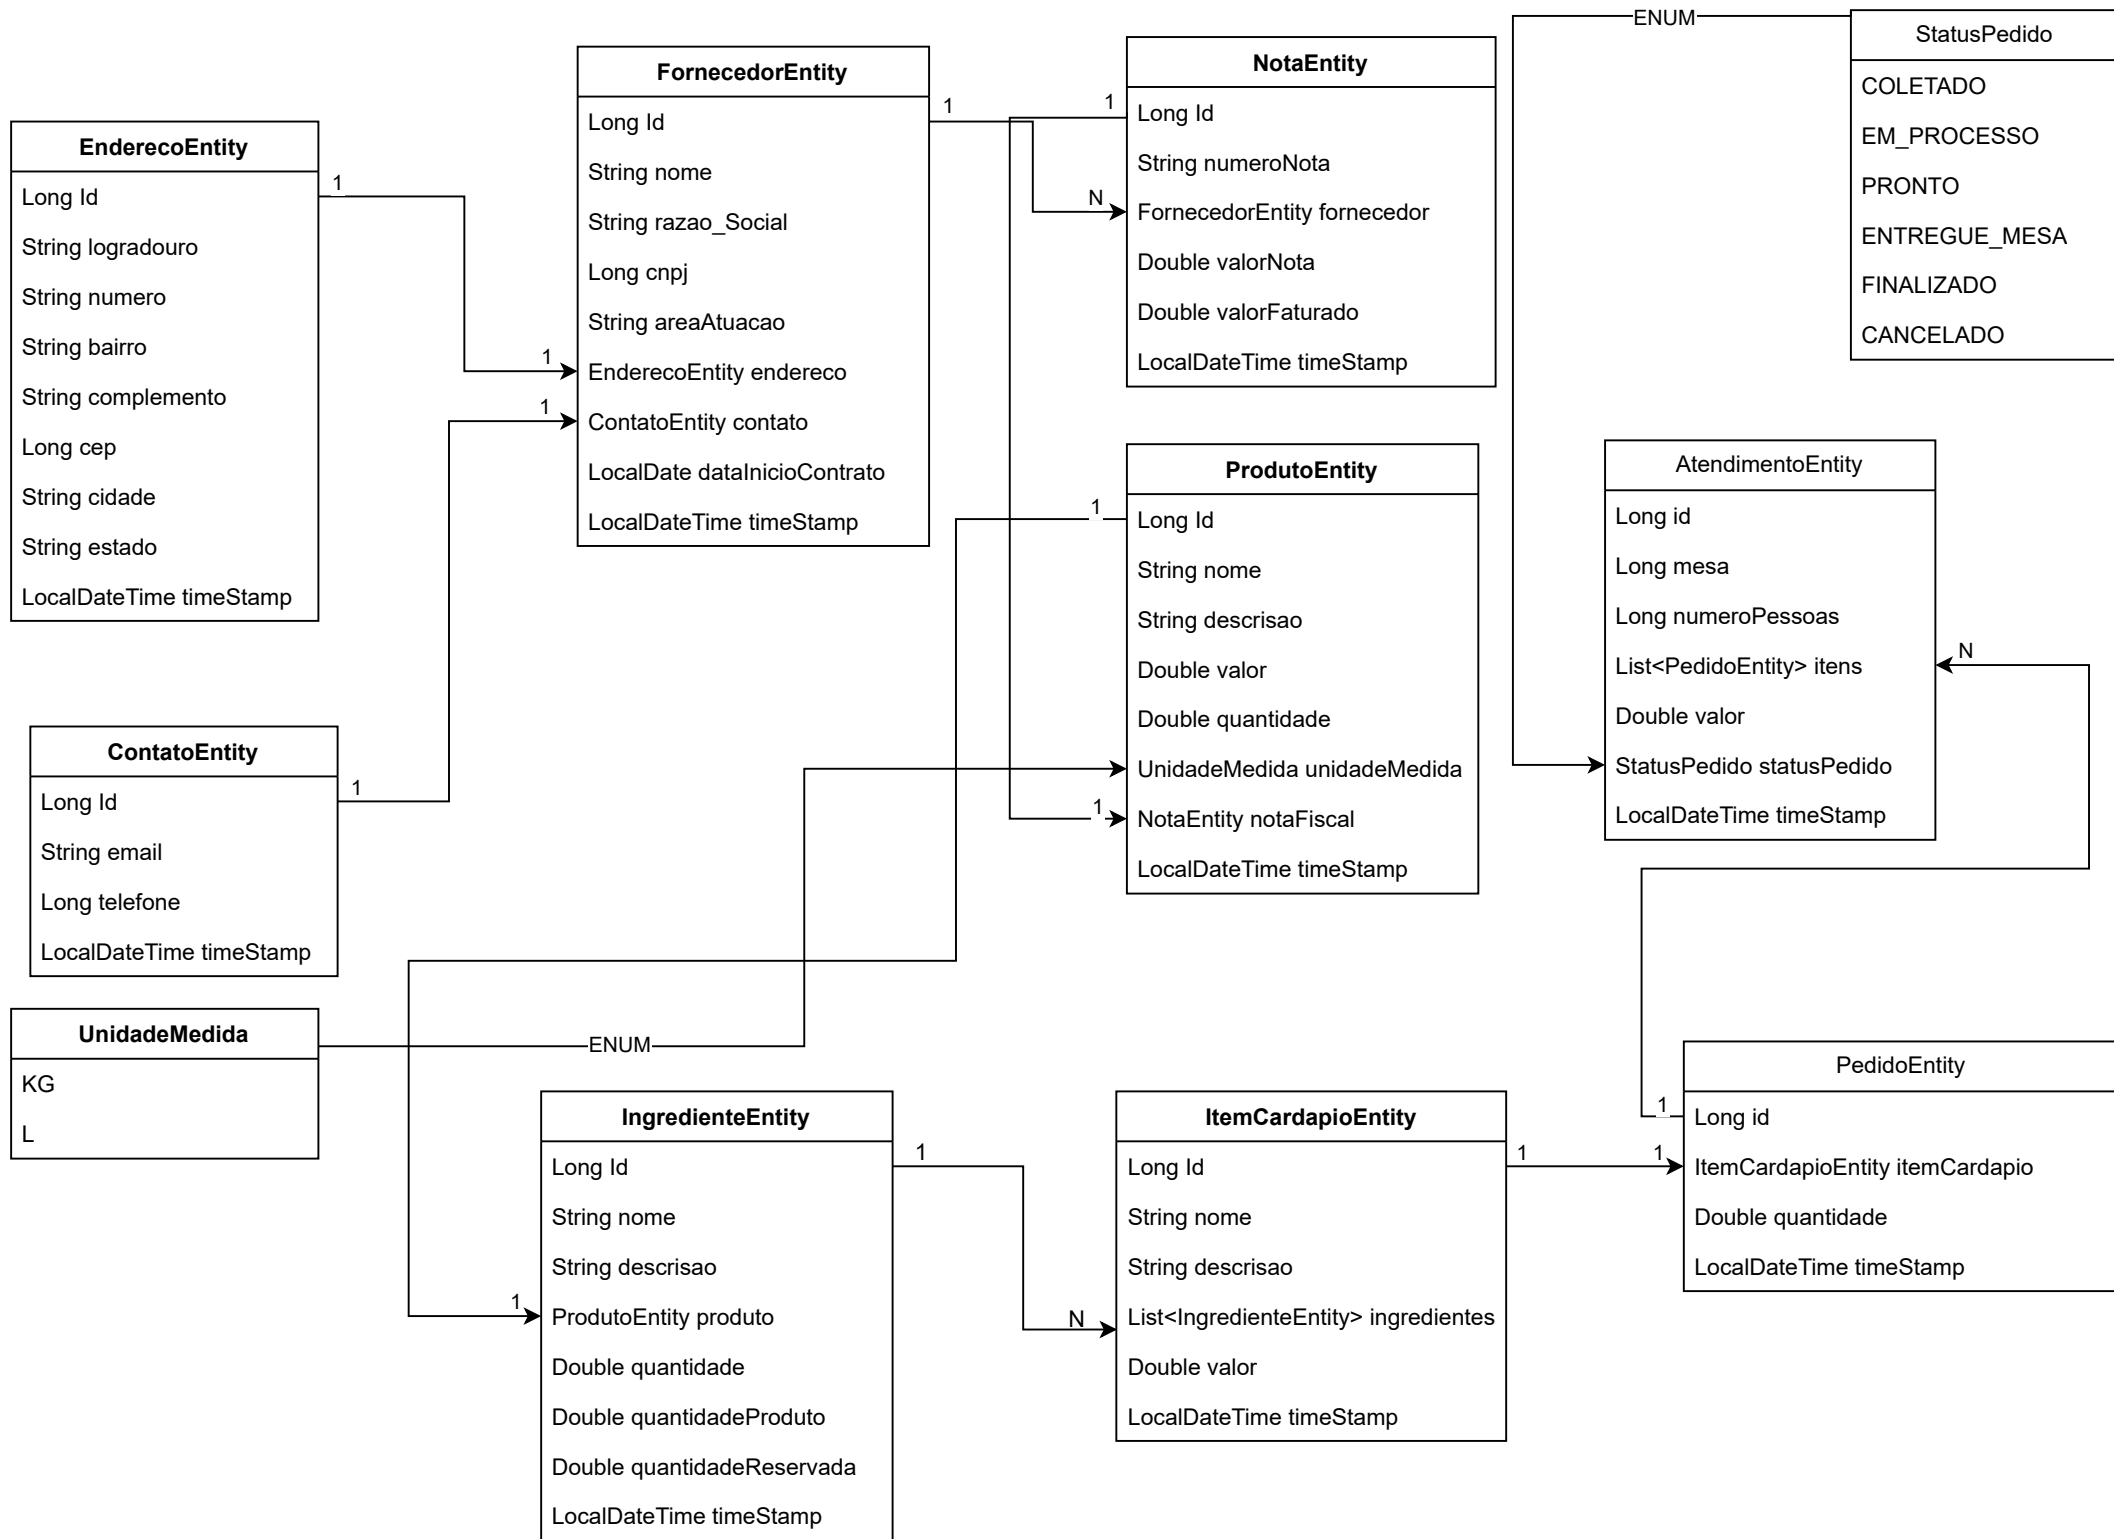 ENUM
StatusPedido
COLETADO
EM_PROCESSO
PRONTO
ENTREGUE_MESA
FINALIZADO
CANCELADO
NotaEntity
1
Long Id
String numeroNota
N
FornecedorEntity fornecedor
Double valorNota
Double valorFaturado
LocalDateTime timeStamp
FornecedorEntity
1
Long Id
String nome
String razao_Social
Long cnpj
String areaAtuacao
1
EnderecoEntity endereco
1
ContatoEntity contato
LocalDate dataInicioContrato
LocalDateTime timeStamp
EnderecoEntity
1
Long Id
String logradouro
String numero
String bairro
String complemento
Long cep
String cidade
String estado
LocalDateTime timeStamp
ProdutoEntity
1
Long Id
String nome
String descrisao
Double valor
Double quantidade
UnidadeMedida unidadeMedida
1
NotaEntity notaFiscal
LocalDateTime timeStamp
AtendimentoEntity
Long id
Long mesa
Long numeroPessoas
N
List<PedidoEntity> itens
Double valor
StatusPedido statusPedido
LocalDateTime timeStamp
ContatoEntity
1
Long Id
String email
Long telefone
LocalDateTime timeStamp
UnidadeMedida
KG
L
ENUM
IngredienteEntity
1
Long Id
String nome
String descrisao
1
ProdutoEntity produto
Double quantidade
Double quantidadeProduto
Double quantidadeReservada
LocalDateTime timeStamp
ItemCardapioEntity
1
Long Id
String nome
String descrisao
N
List<IngredienteEntity> ingredientes
Double valor
LocalDateTime timeStamp
PedidoEntity
1
Long id
1
ItemCardapioEntity itemCardapio
Double quantidade
LocalDateTime timeStamp